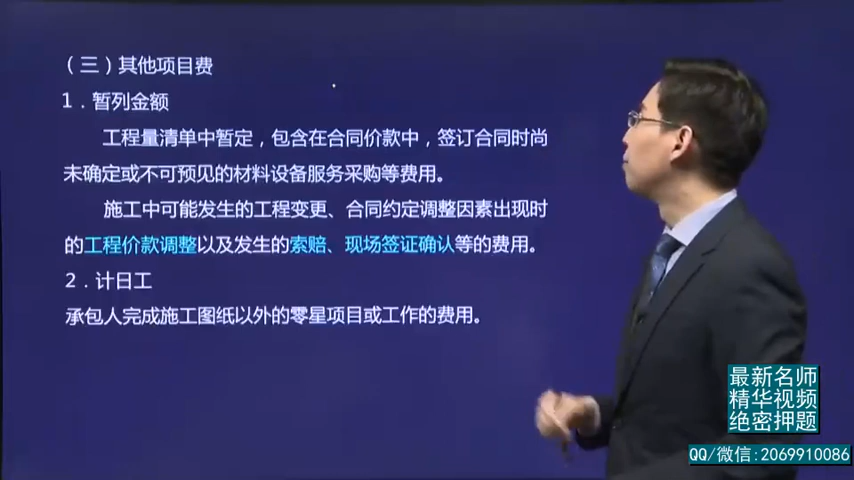 （三）其他项目费
1．暂列金额
工程量清单中暂定，包含在合同价款中，签订合同时尚
未确定或不可预见的材料设备服务采购等费用。
施工中可能发生的工程变更、合同约定调整因素出现时
的工程价款调整以及发生的索赔、现场签证确认等的费用。
2．计日工
承包人完成施工图纸以外的零星项目或工作的费用。
最新名师
精华视频
绝密押题
QQ/微信:2069910086